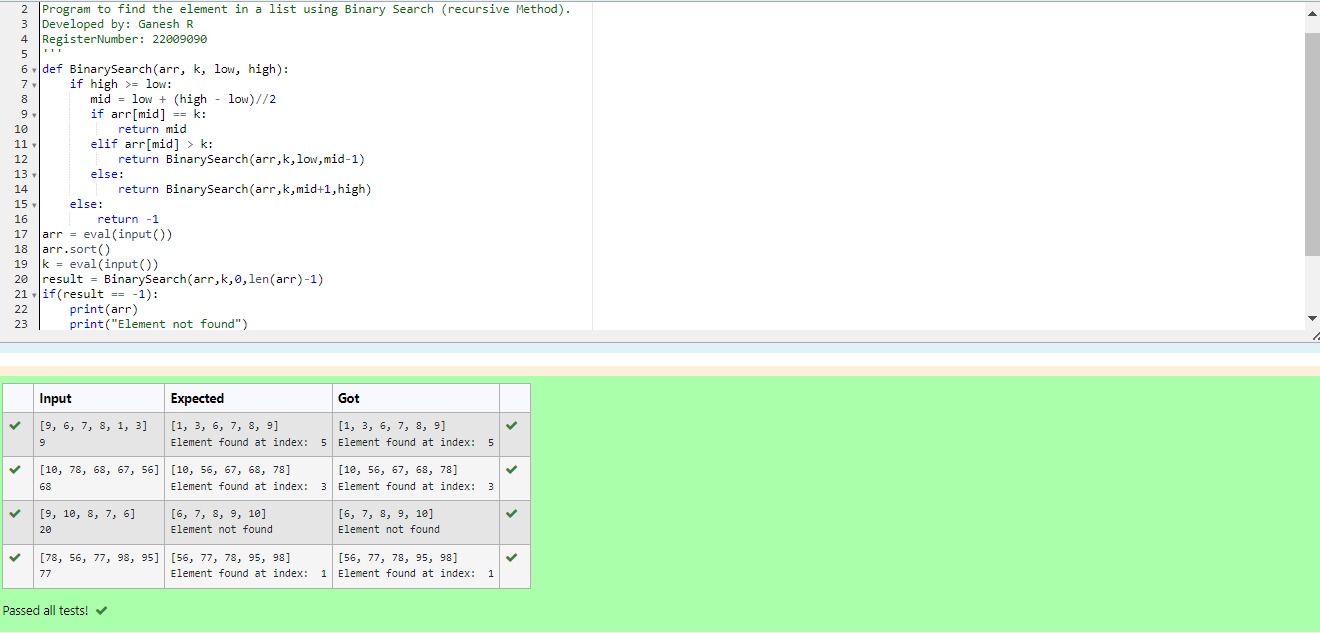 2 Program to find the element in a list using Binary Search (recursive Method).
3 Developed by: Ganesh R
4 RegisterNumber: 22009090
5 '''
6 def BinarySearch(arr, k, low, high):
7     if high >= low:
8        mid = low + (high - low)//2
9        if arr[mid] == k:
10            return mid
11        elif arr[mid] > k:
12            return BinarySearch(arr,k,low,mid-1)
13        else:
14            return BinarySearch(arr,k,mid+1,high)
15     else:
16         return -1
17 arr = eval(input())
18 arr.sort()
19 k = eval(input())
20 result = BinarySearch(arr,k,0,len(arr)-1)
21 if(result == -1):
22     print(arr)
23     print("Element not found")
Input Expected Got
[9, 6, 7, 8, 1, 3] [1, 3, 6, 7, 8, 9] [1, 3, 6, 7, 8, 9]
9 Element found at index:  5 Element found at index:  5
[10, 78, 68, 67, 56] [10, 56, 67, 68, 78] [10, 56, 67, 68, 78]
68 Element found at index:  3 Element found at index:  3
[9, 10, 8, 7, 6] [6, 7, 8, 9, 10] [6, 7, 8, 9, 10]
20 Element not found Element not found
[78, 56, 77, 98, 95] [56, 77, 78, 95, 98] [56, 77, 78, 95, 98]
77 Element found at index:  1 Element found at index:  1
Passed all tests!